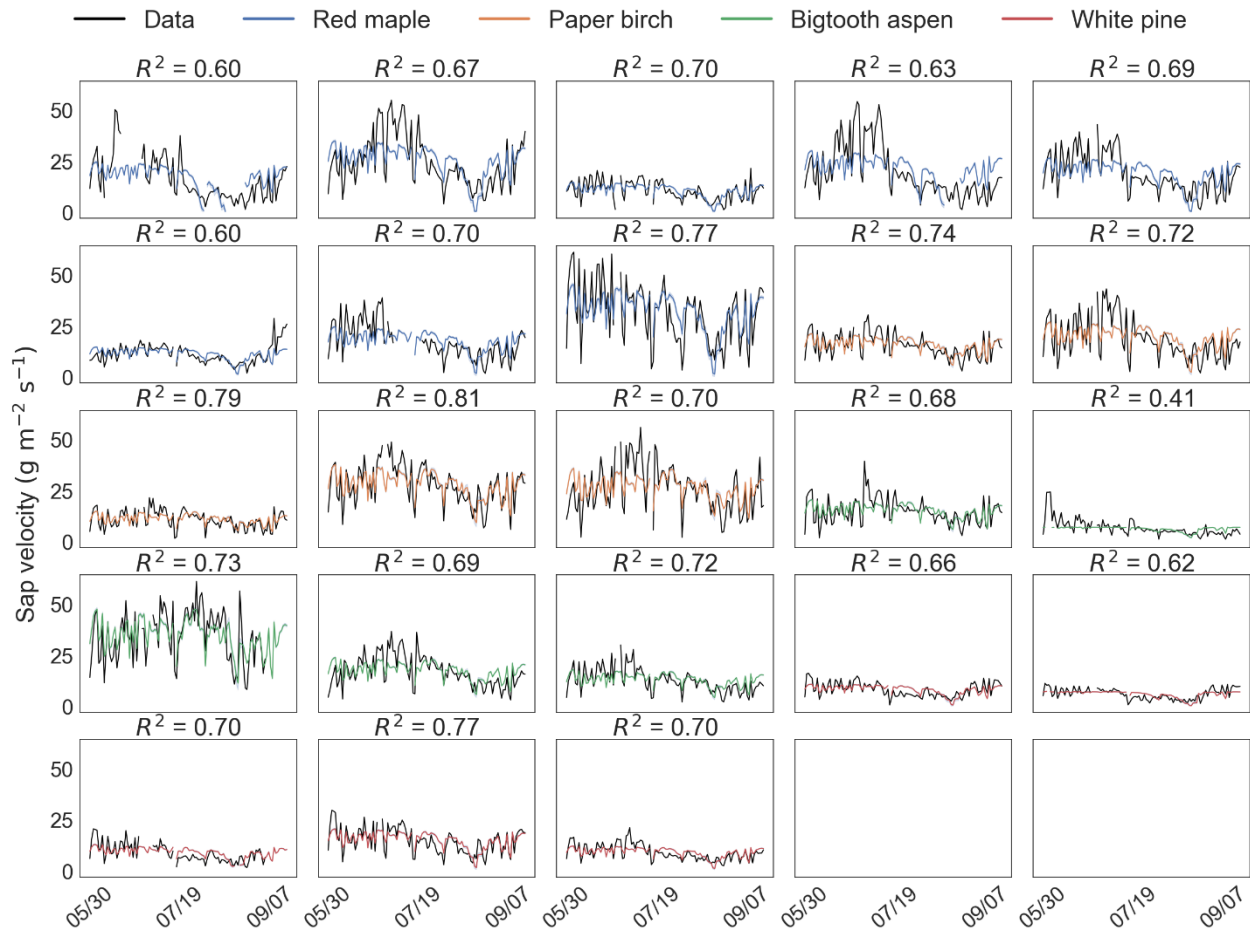 Data Red maple Paper birch Bigtooth aspen White pine
R² = 0.60 R² = 0.67 R² = 0.70 R² = 0.63 R² = 0.69
50
25
0
R² = 0.60 R² = 0.70 R² = 0.77 R² = 0.74 R² = 0.72
50
25
0
R² = 0.79 R² = 0.81 R² = 0.70 R² = 0.68 R² = 0.41
50
25
0
R² = 0.73 R² = 0.69 R² = 0.72 R² = 0.66 R² = 0.62
50
25
0
R² = 0.70 R² = 0.77 R² = 0.70
50
25
0
Sap velocity (g m⁻² s⁻¹)
05/30 07/19 09/07 05/30 07/19 09/07 05/30 07/19 09/07 05/30 07/19 09/07 05/30 07/19 09/07